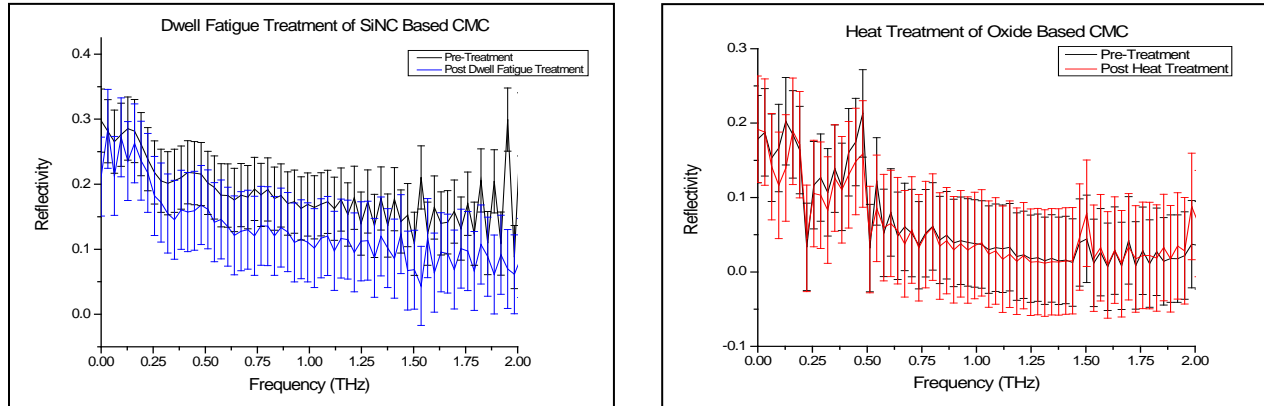 Dwell Fatigue Treatment of SiNC Based CMC
Pre-Treatment
Post Dwell Fatigue Treatment
0.4
0.3
0.2
0.1
0.0
Reflectivity
0.00 0.25 0.50 0.75 1.00 1.25 1.50 1.75 2.00
Frequency (THz)
Heat Treatment of Oxide Based CMC
Pre-Treatment
Post Heat Treatment
0.3
0.2
0.1
0.0
-0.1
Reflectivity
0.00 0.25 0.50 0.75 1.00 1.25 1.50 1.75 2.00
Frequency (THz)